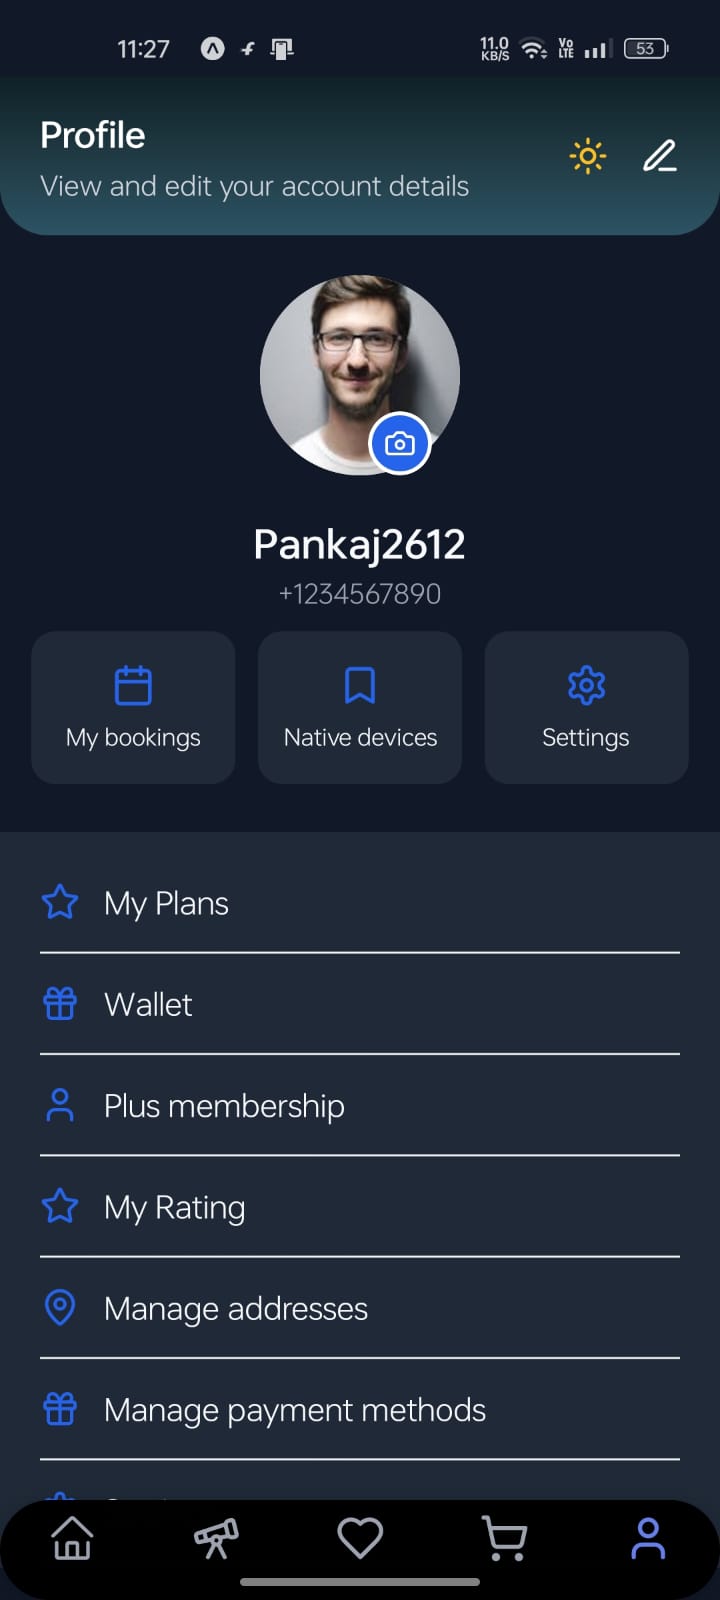 11:27
11.0
KB/S
Vo
LTE
53
Profile
View and edit your account details
Pankaj2612
+1234567890
My bookings
Native devices
Settings
My Plans
Wallet
Plus membership
My Rating
Manage addresses
Manage payment methods